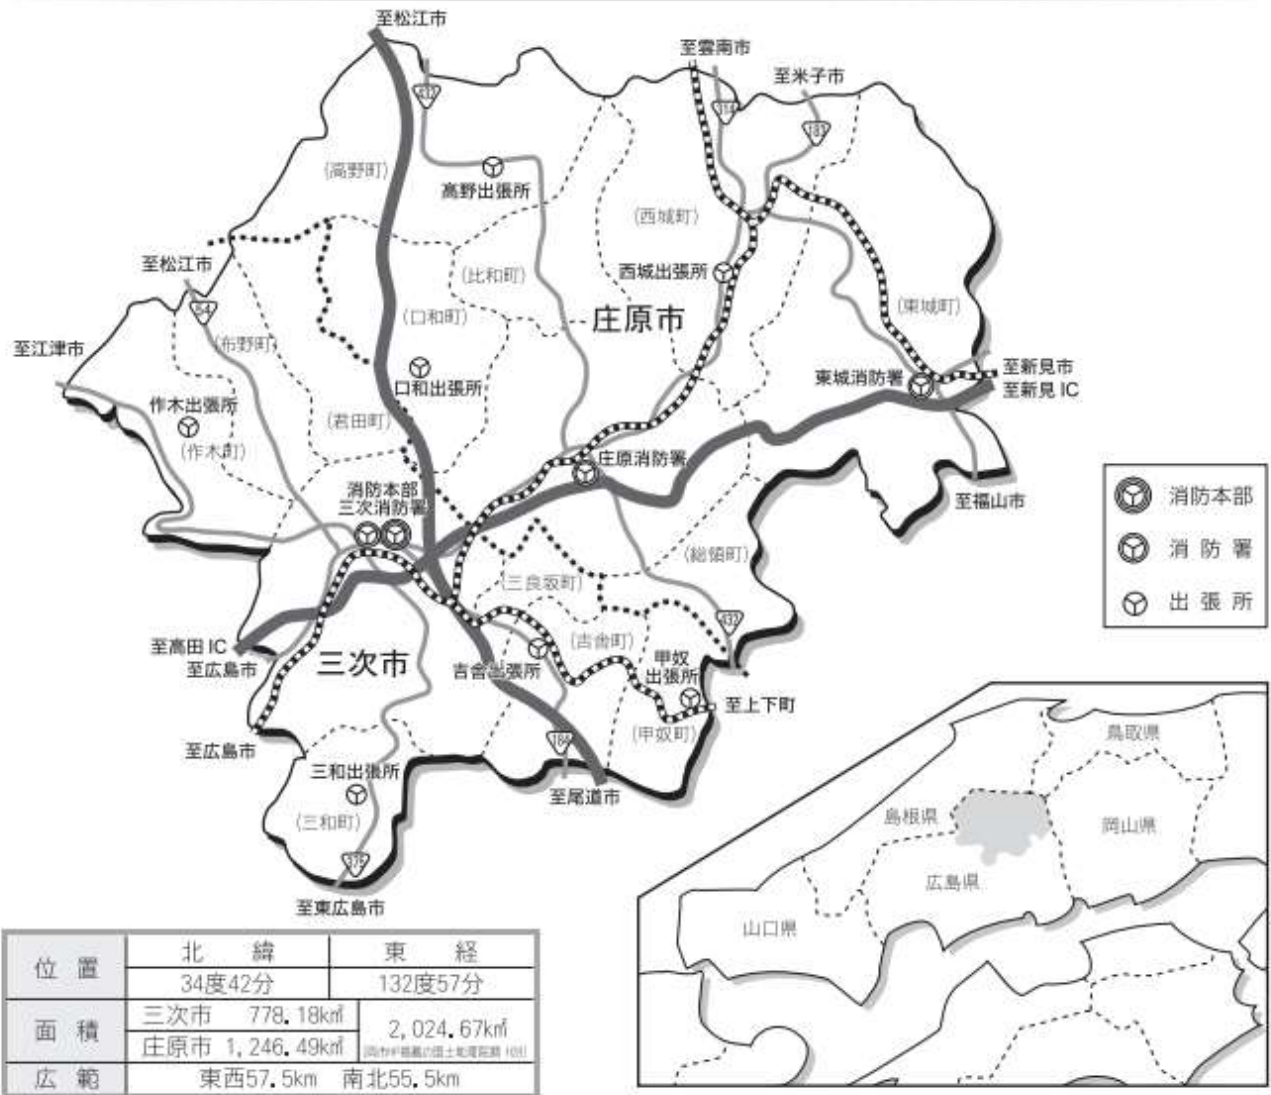 至松江市
432
至雲南市
314
至米子市
183
(高野町)
高野出張所
(西城町)
至松江市
54
(比和町)
西城出張所
(東城町)
(口和町)
庄原市
(布野町)
至江津市
口和出張所
東城消防署
至新見市
至新見 IC
作木出張所
(作木町)
(君田町)
庄原消防署
消防本部
三次消防署
至福山市
消防本部
消防署
出張所
(総領町)
(三良坂町)
432
(吉舎町)
至高田 IC
至広島市
三次市
吉舎出張所
甲奴
出張所
至上下町
(甲奴町)
至広島市
184
至尾道市
三和出張所
(三和町)
375
至東広島市
鳥取県
島根県
岡山県
広島県
山口県
位置 北緯 東経
34度42分 132度57分
面積 三次市 778.18k㎡ 2,024.67k㎡
庄原市 1,246.49k㎡
広範 東西57.5km 南北55.5km